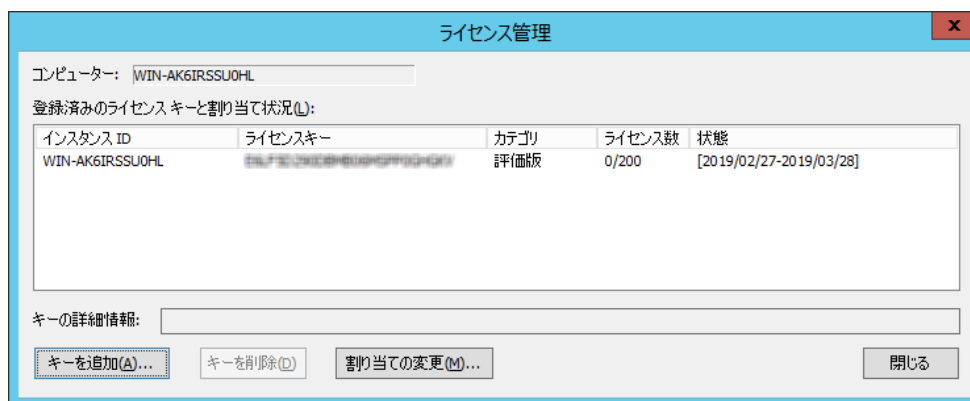 ライセンス管理
x
コンピューター: WIN-AK6IRSSU0HL
登録済みのライセンス キーと割り当て状況(L):
インスタンス ID ライセンスキー カテゴリ ライセンス数 状態
WIN-AK6IRSSU0HL 評価版 0/200 [2019/02/27-2019/03/28]
キーの詳細情報:
キーを追加(A)... キーを削除(D) 割り当ての変更(M)... 閉じる